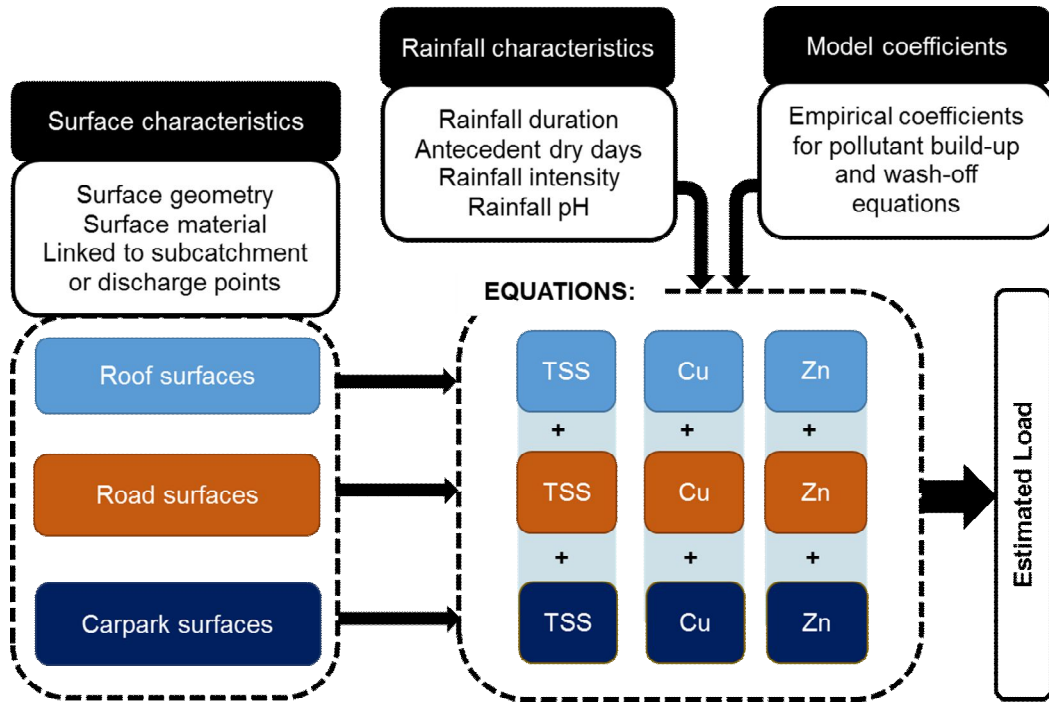 Surface characteristics
Surface geometry
Surface material
Linked to subcatchment
or discharge points
Rainfall characteristics
Rainfall duration
Antecedent dry days
Rainfall intensity
Rainfall pH
Model coefficients
Empirical coefficients
for pollutant build-up
and wash-off
equations
EQUATIONS:
Roof surfaces
TSS Cu Zn
+ + +
Road surfaces
TSS Cu Zn
+ + +
Carpark surfaces
TSS Cu Zn
Estimated Load